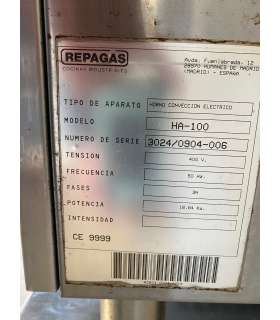 REPAGAS
COCINAS INDUSTRIALES
Avda. Fuenlabrada, 12
28970 HUMANES DE MADRID
(MADRID) - ESPAÑA
TIPO DE APARATO HORNO CONVECCION ELECTRICO
MODELO HA-100
NUMERO DE SERIE 3024/0904-006
TENSION 400 V.
FRECUENCIA 50 Hz.
FASES 3N
POTENCIA Kw.
INTENSIDAD
CE 9999